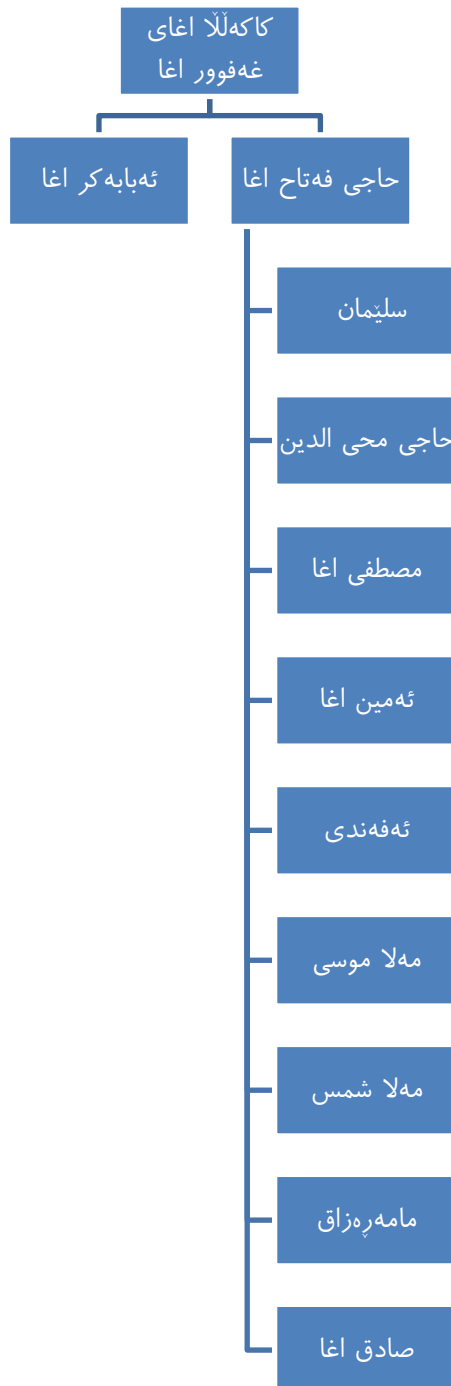 کاکەڵڵا اغای
غەفوور اغا
حاجی فەتاح اغا
ئەبابەکر اغا
سلێمان
حاجی محی الدین
مصطفی اغا
ئەمین اغا
ئەفەندی
مەلا موسی
مەلا شمس
مامەڕەزاق
صادق اغا